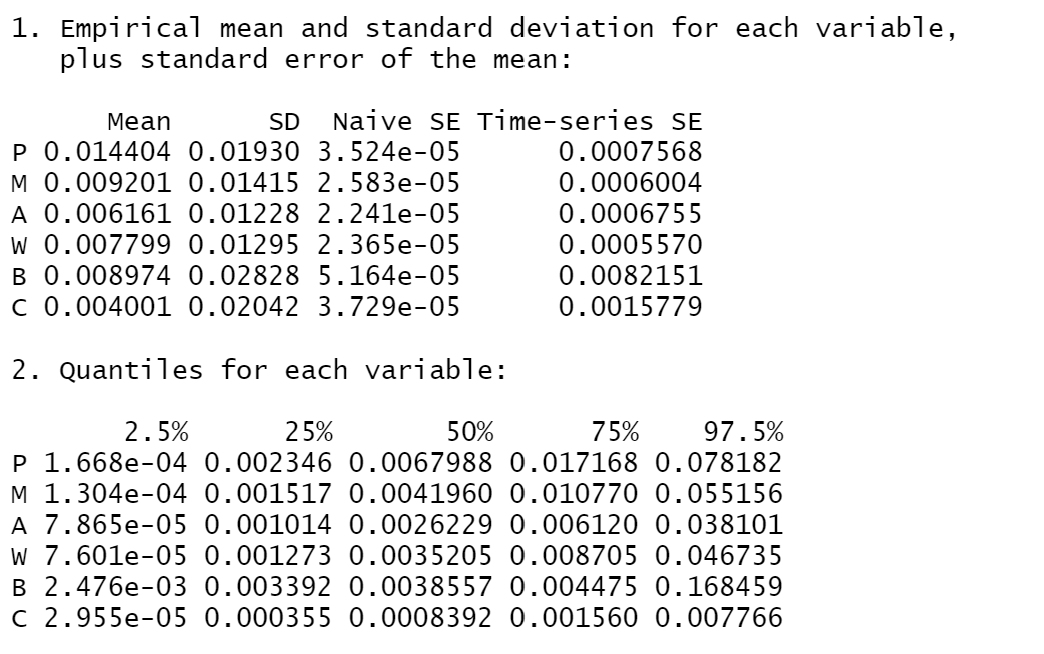 1. Empirical mean and standard deviation for each variable,
plus standard error of the mean:
Mean SD Naive SE Time-series SE
P 0.014404 0.01930 3.524e-05 0.0007568
M 0.009201 0.01415 2.583e-05 0.0006004
A 0.006161 0.01228 2.241e-05 0.0006755
W 0.007799 0.01295 2.365e-05 0.0005570
B 0.008974 0.02828 5.164e-05 0.0082151
C 0.004001 0.02042 3.729e-05 0.0015779
2. Quantiles for each variable:
2.5% 25% 50% 75% 97.5%
P 1.668e-04 0.002346 0.0067988 0.017168 0.078182
M 1.304e-04 0.001517 0.0041960 0.010770 0.055156
A 7.865e-05 0.001014 0.0026229 0.006120 0.038101
W 7.601e-05 0.001273 0.0035205 0.008705 0.046735
B 2.476e-03 0.003392 0.0038557 0.004475 0.168459
C 2.955e-05 0.000355 0.0008392 0.001560 0.007766